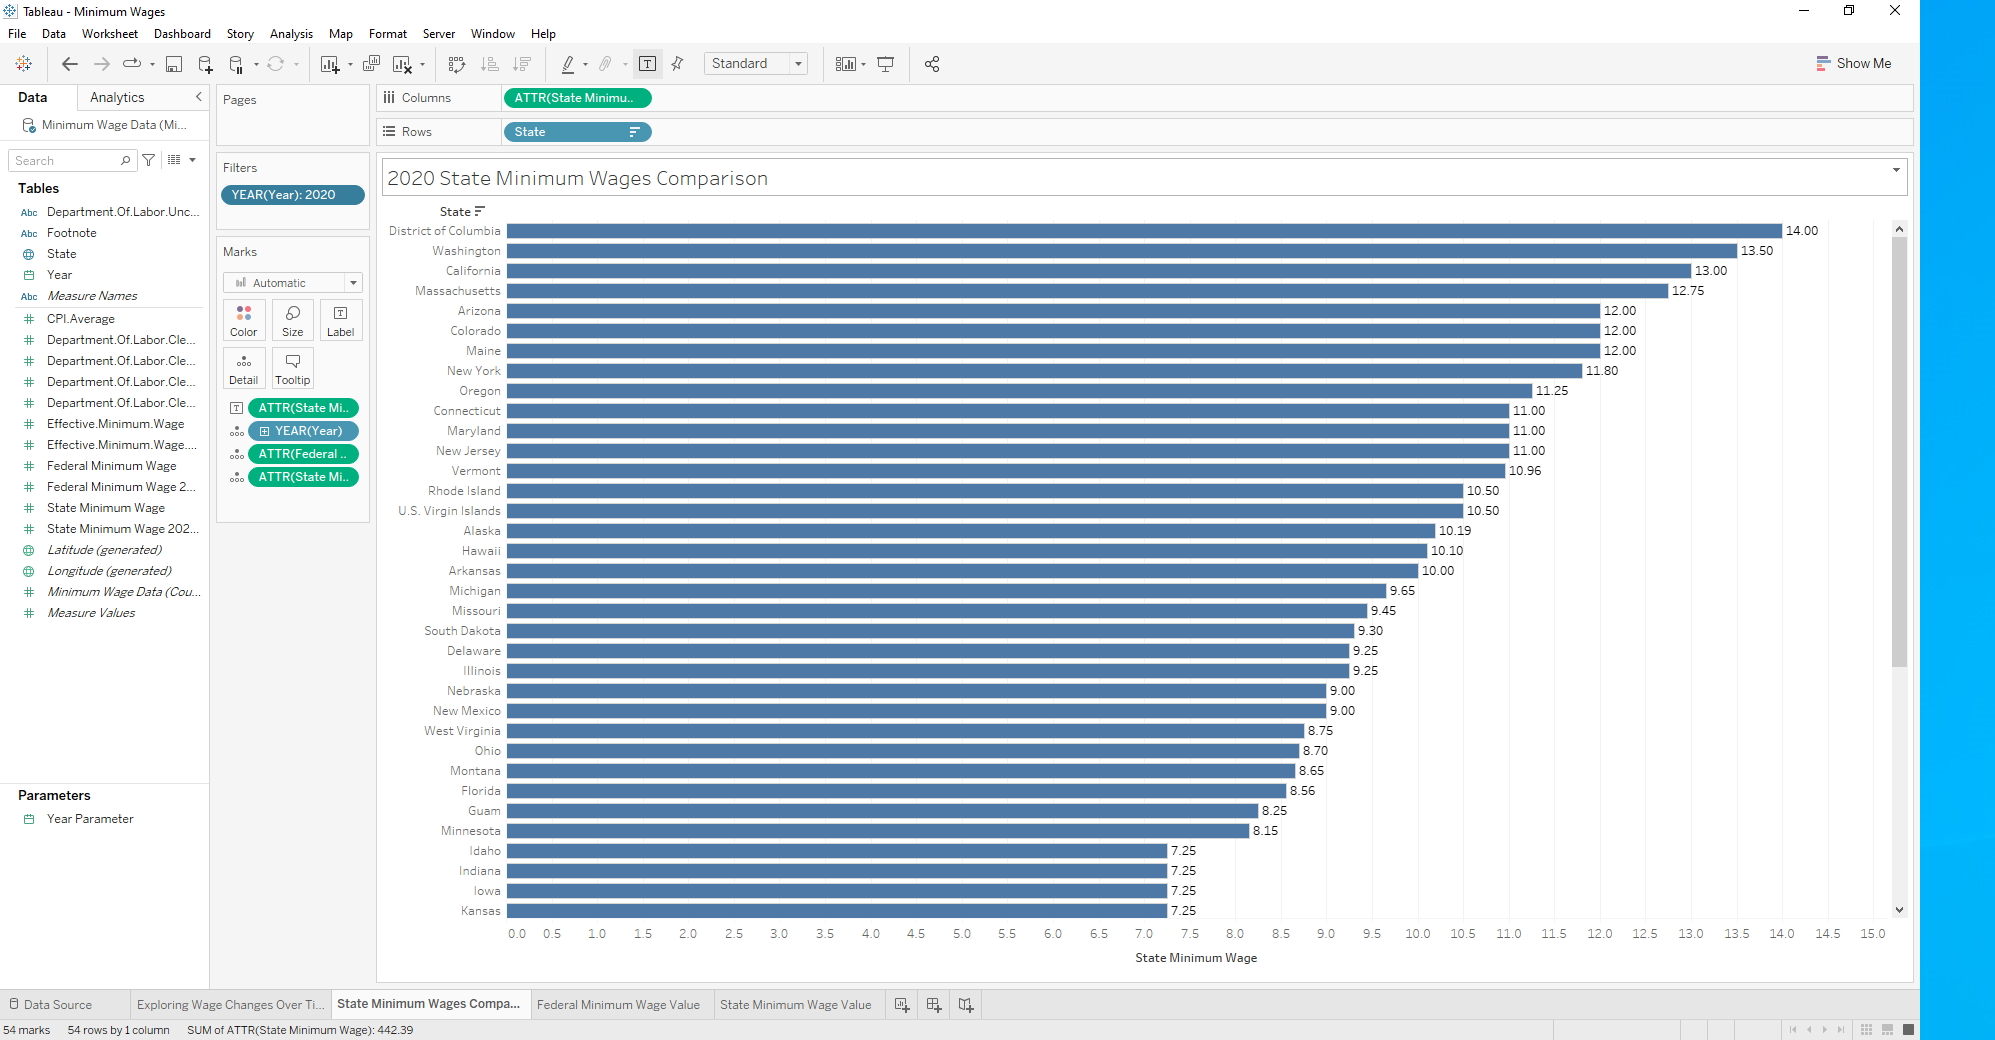 Tableau - Minimum Wages
File Data Worksheet Dashboard Story Analysis Map Format Server Window Help
Standard
Show Me
Data Analytics
Minimum Wage Data (Mi...
Search
Tables
Abc Department.Of.Labor.Unc...
Abc Footnote
State
Year
Abc Measure Names
CPI.Average
Department.Of.Labor.Cle...
Department.Of.Labor.Cle...
Department.Of.Labor.Cle...
Department.Of.Labor.Cle...
Effective.Minimum.Wage
Effective.Minimum.Wage....
Federal Minimum Wage
Federal Minimum Wage 2...
State Minimum Wage
State Minimum Wage 202...
Latitude (generated)
Longitude (generated)
Minimum Wage Data (Cou...
Measure Values
Parameters
Year Parameter
Pages
Filters
YEAR(Year): 2020
Marks
Automatic
Color Size Label
Detail Tooltip
ATTR(State Mi..
YEAR(Year)
ATTR(Federal ..
ATTR(State Mi..
Columns ATTR(State Minimu..
Rows State
2020 State Minimum Wages Comparison
State
District of Columbia 14.00
Washington 13.50
California 13.00
Massachusetts 12.75
Arizona 12.00
Colorado 12.00
Maine 12.00
New York 11.80
Oregon 11.25
Connecticut 11.00
Maryland 11.00
New Jersey 11.00
Vermont 10.96
Rhode Island 10.50
U.S. Virgin Islands 10.50
Alaska 10.19
Hawaii 10.10
Arkansas 10.00
Michigan 9.65
Missouri 9.45
South Dakota 9.30
Delaware 9.25
Illinois 9.25
Nebraska 9.00
New Mexico 9.00
West Virginia 8.75
Ohio 8.70
Montana 8.65
Florida 8.56
Guam 8.25
Minnesota 8.15
Idaho 7.25
Indiana 7.25
Iowa 7.25
Kansas 7.25
0.0 0.5 1.0 1.5 2.0 2.5 3.0 3.5 4.0 4.5 5.0 5.5 6.0 6.5 7.0 7.5 8.0 8.5 9.0 9.5 10.0 10.5 11.0 11.5 12.0 12.5 13.0 13.5 14.0 14.5 15.0
State Minimum Wage
Data Source Exploring Wage Changes Over Ti... State Minimum Wages Compa... Federal Minimum Wage Value State Minimum Wage Value
54 marks 54 rows by 1 column SUM of ATTR(State Minimum Wage): 442.39